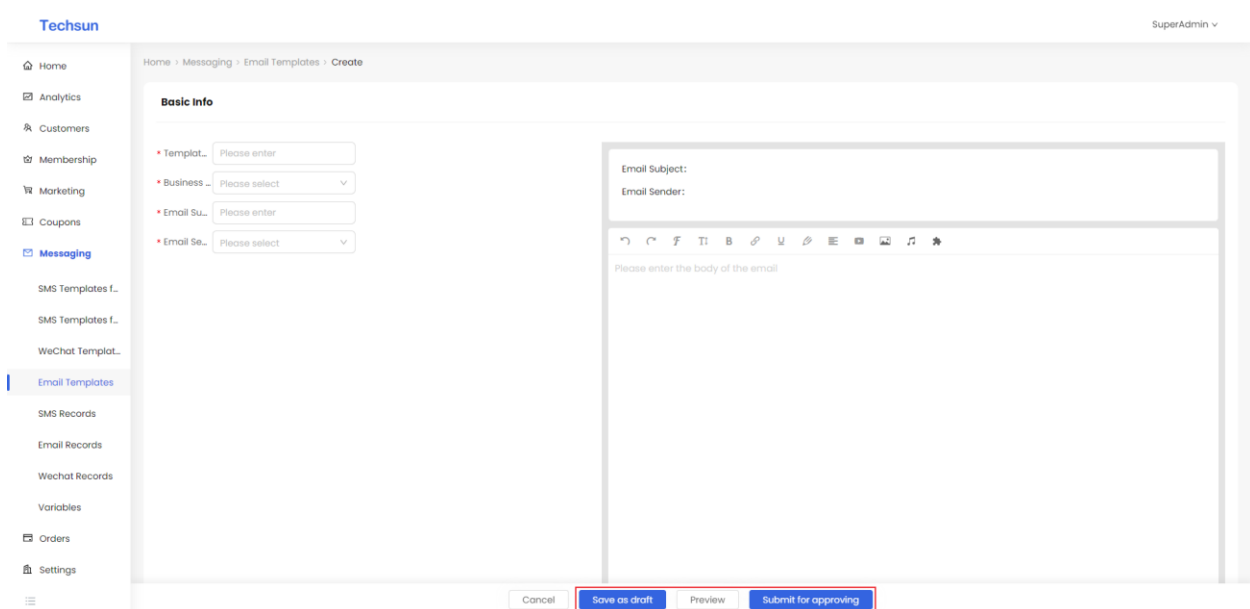 Techsun
SuperAdmin
Home
Analytics
Customers
Membership
Marketing
Coupons
Messaging
SMS Templates f...
SMS Templates f...
WeChat Templat...
Email Templates
SMS Records
Email Records
Wechat Records
Variables
Orders
Settings
Home > Messaging > Email Templates > Create
Basic Info
* Templat... Please enter
* Business ... Please select
* Email Su... Please enter
* Email Se... Please select
Email Subject:
Email Sender:
Please enter the body of the email
Cancel Save as draft Preview Submit for approving